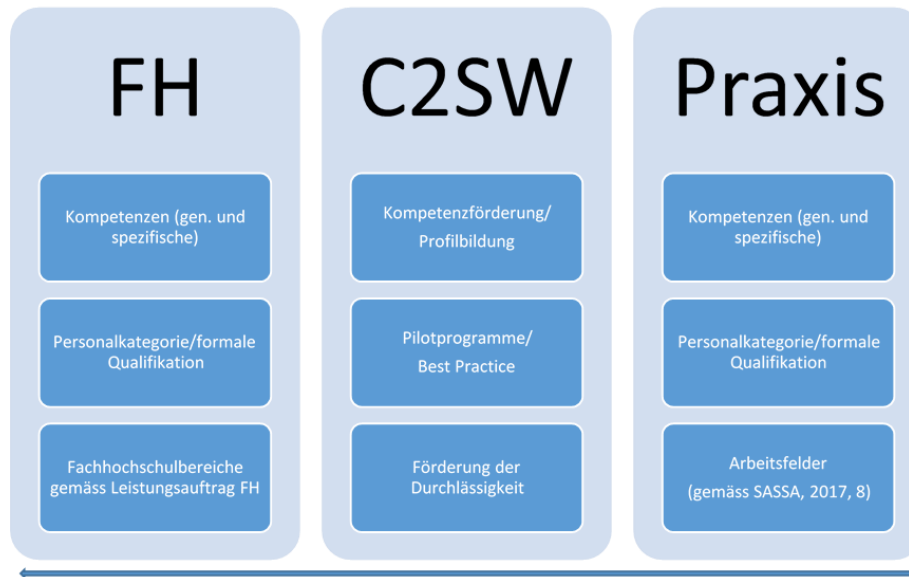 FH
Kompetenzen (gen. und
spezifische)
Personalkategorie/formale
Qualifikation
Fachhochschulbereiche
gemäss Leistungsauftrag FH
C2SW
Kompetenzförderung/
Profilbildung
Pilotprogramme/
Best Practice
Förderung der
Durchlässigkeit
Praxis
Kompetenzen (gen. und
spezifische)
Personalkategorie/formale
Qualifikation
Arbeitsfelder
(gemäss SASSA, 2017, 8)